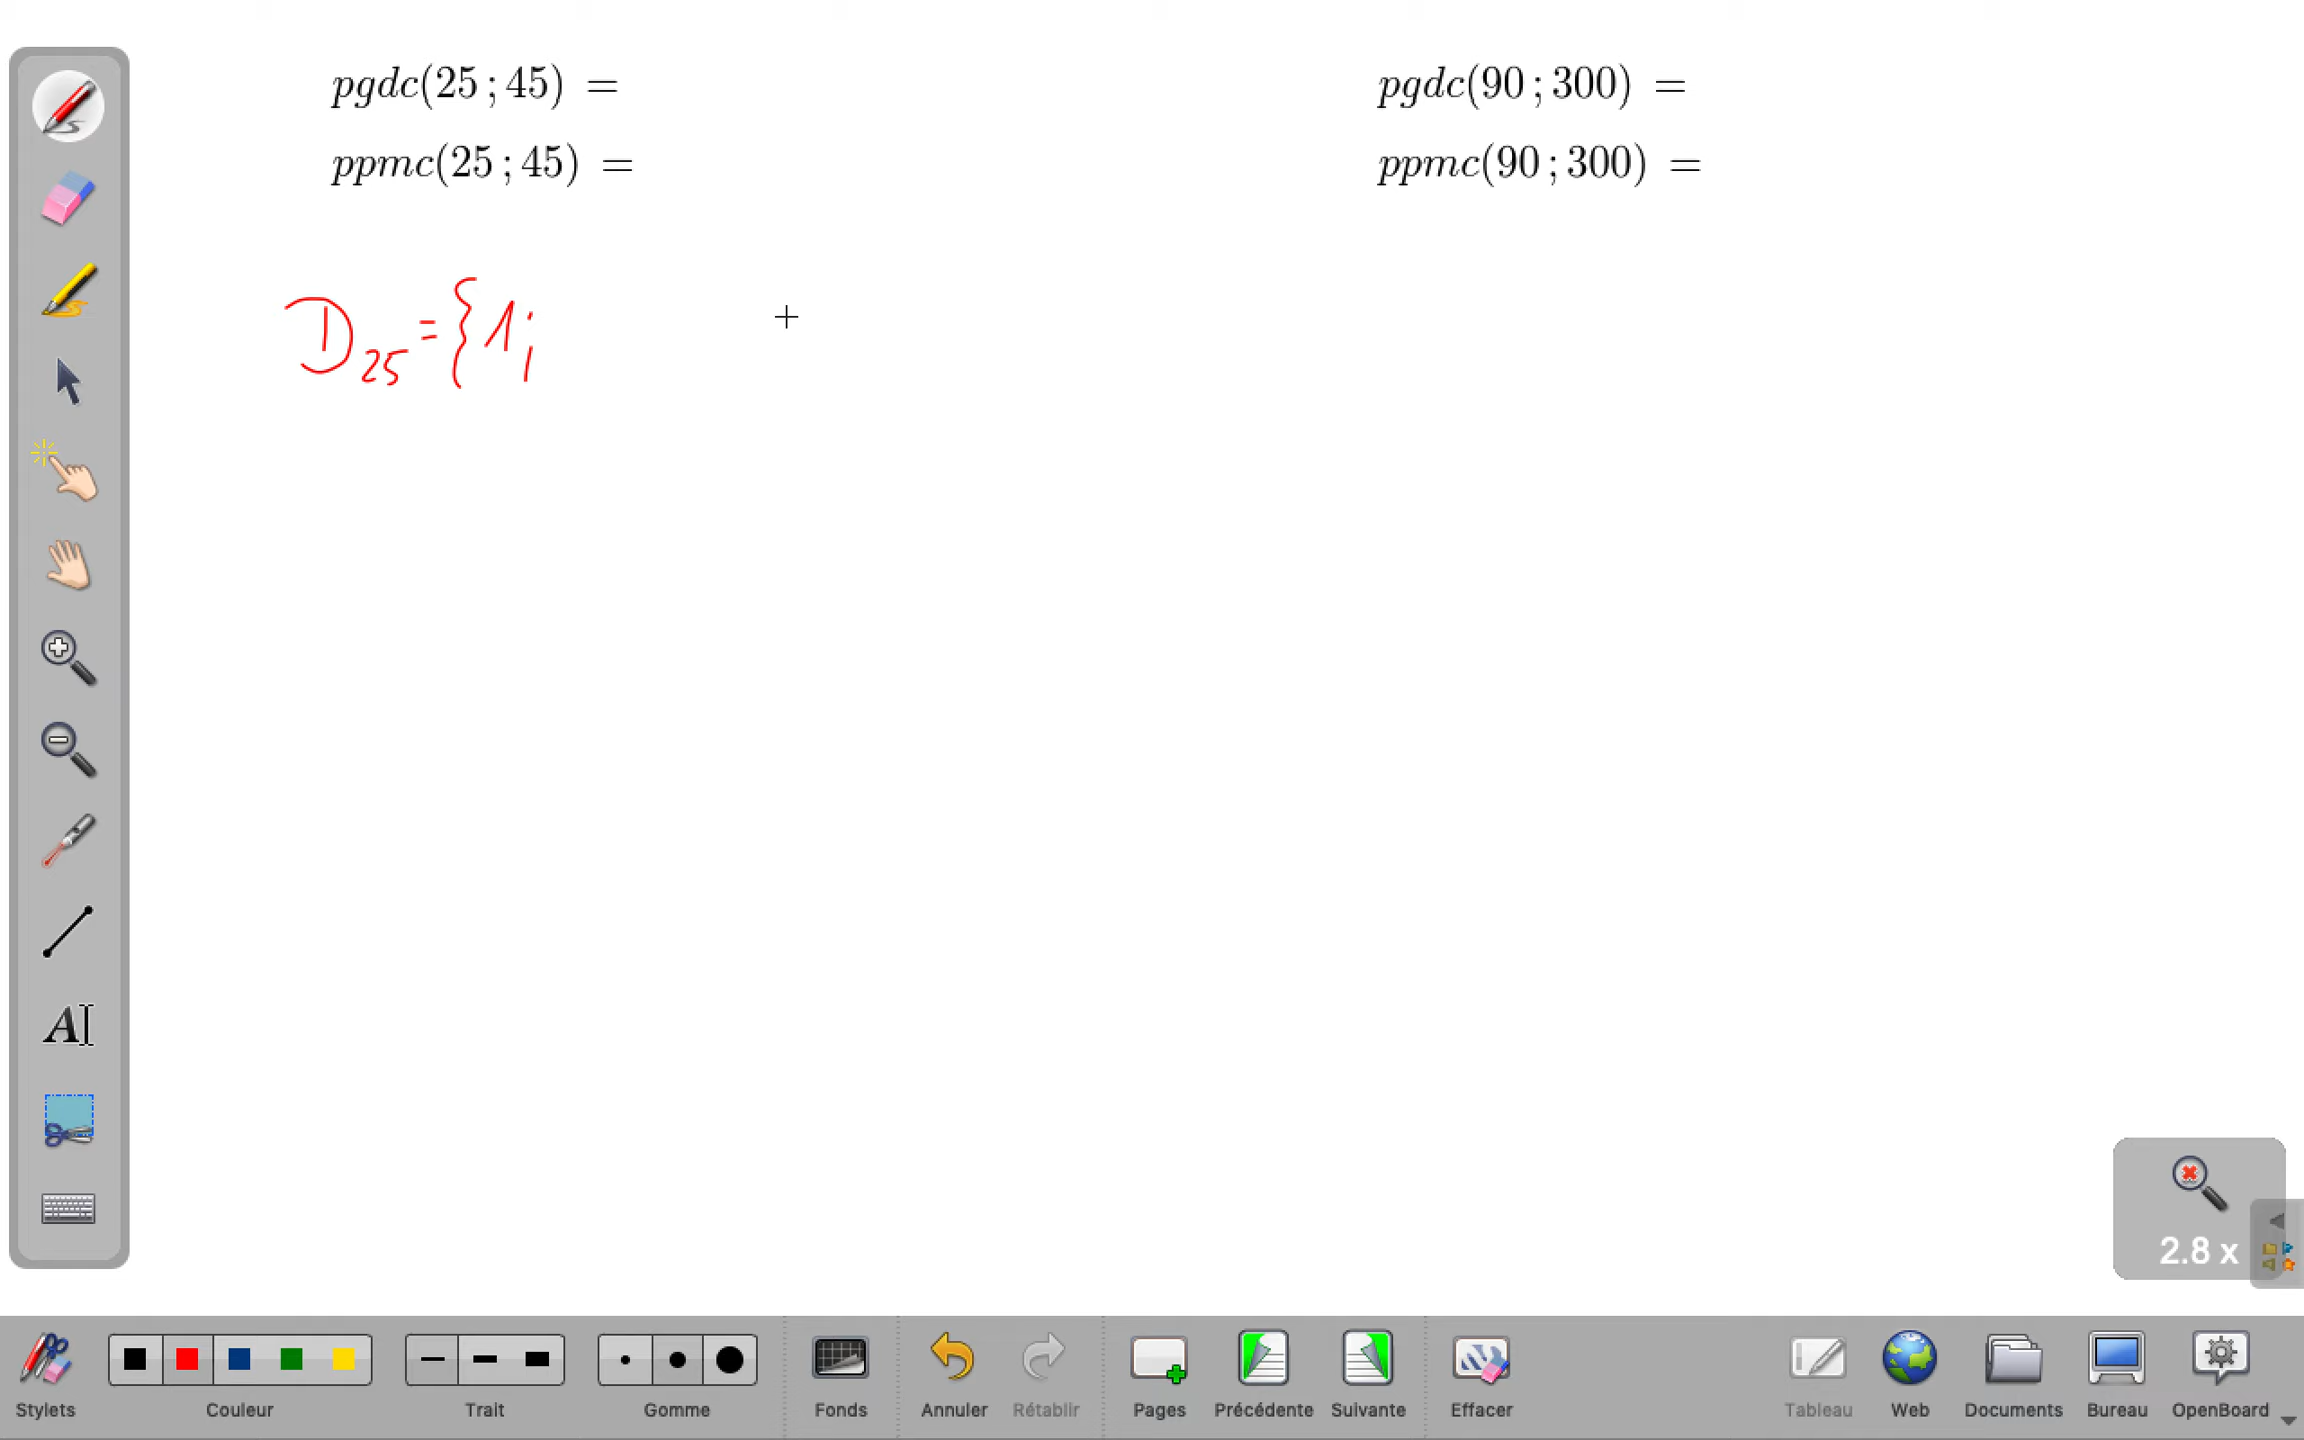 pgdc(25 ; 45) =
ppmc(25 ; 45) =
pgdc(90 ; 300) =
ppmc(90 ; 300) =
D₂₅ = {1;
AI
2.8 x
Stylets
Couleur
Trait
Gomme
Fonds
Annuler
Rétablir
Pages
Précédente
Suivante
Effacer
Tableau
Web
Documents
Bureau
OpenBoard